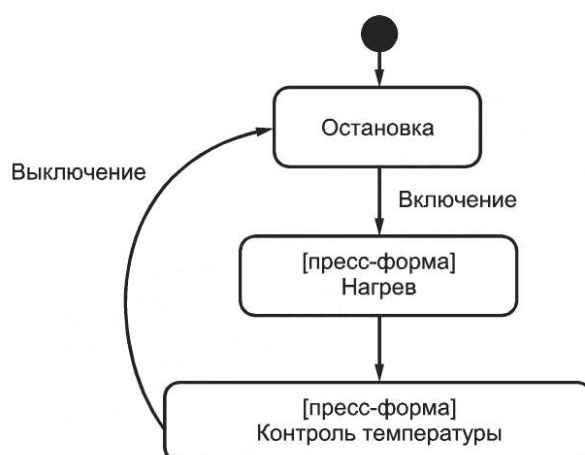 Остановка
Выключение
Включение
[пресс-форма]
Нагрев
[пресс-форма]
Контроль температуры